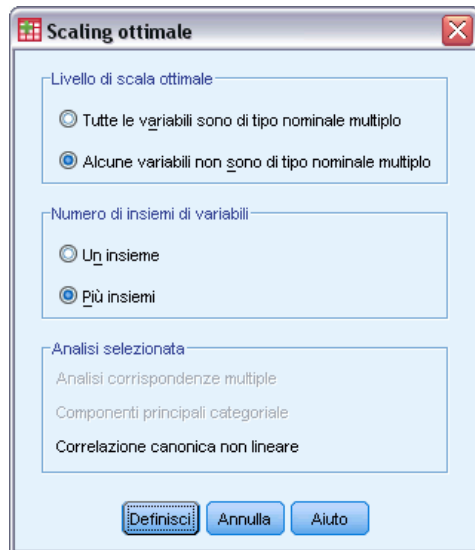 Scaling ottimale
Livello di scala ottimale
Tutte le variabili sono di tipo nominale multiplo
Alcune variabili non sono di tipo nominale multiplo
Numero di insiemi di variabili
Un insieme
Più insiemi
Analisi selezionata
Analisi corrispondenze multiple
Componenti principali categoriale
Correlazione canonica non lineare
Definisci Annulla Aiuto